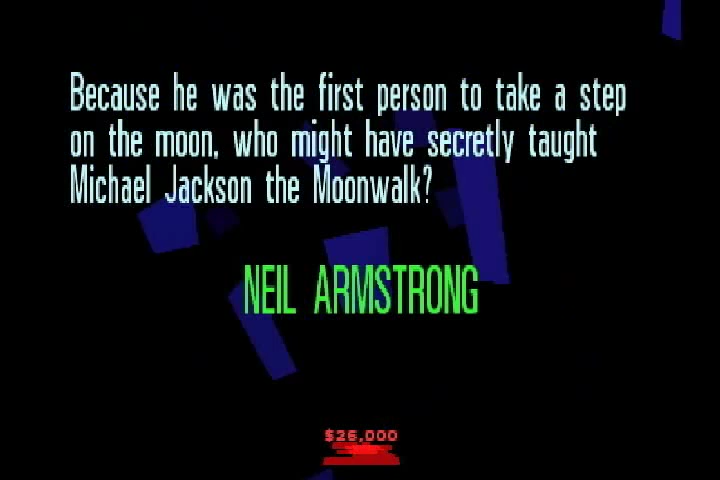 Because he was the first person to take a step
on the moon, who might have secretly taught
Michael Jackson the Moonwalk?
NEIL ARMSTRONG
$26,000